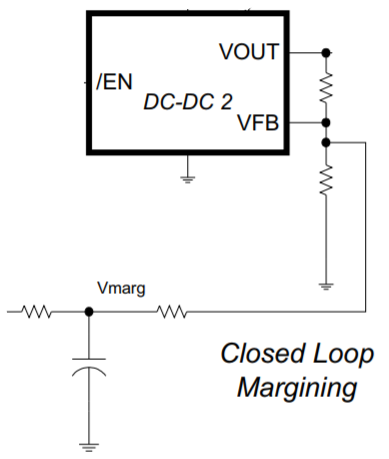 VOUT
/EN
DC-DC 2
VFB
Vmarg
Closed Loop
Margining